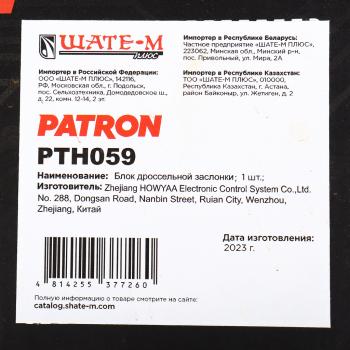 ШАТЕ-М
ПЛЮС
Импортер в Российской Федерации:
ООО «ШАТЕ-М ПЛЮС», 142116,
РФ, Московская обл., г. Подольск,
пос. Сельхозтехника, Домодедовское ш.,
д. 22, комн. 12-14, 2 эт.
Импортер в Республике Беларусь:
Частное предприятие «ШАТЕ-М ПЛЮС»,
223062, Минская обл., Минский р-н,
пос. Привольный, ул. Мира, 2А
Импортер в Республике Казахстан:
ТОО «ШАТЕ-М ПЛЮС», 010000,
Республика Казахстан, г. Астана,
район Байконыр, ул. Жетиген, д. 2
PATRON
PTH059
Наименование: Блок дроссельной заслонки; 1 шт.;
Изготовитель: Zhejiang HOWYAA Electronic Control System Co.,Ltd.
No. 288, Dongsan Road, Nanbin Street, Ruian City, Wenzhou,
Zhejiang, Китай
Дата изготовления:
2023 г.
4 814255 377260
Полную информацию о товаре смотрите на
catalog.shate-m.com